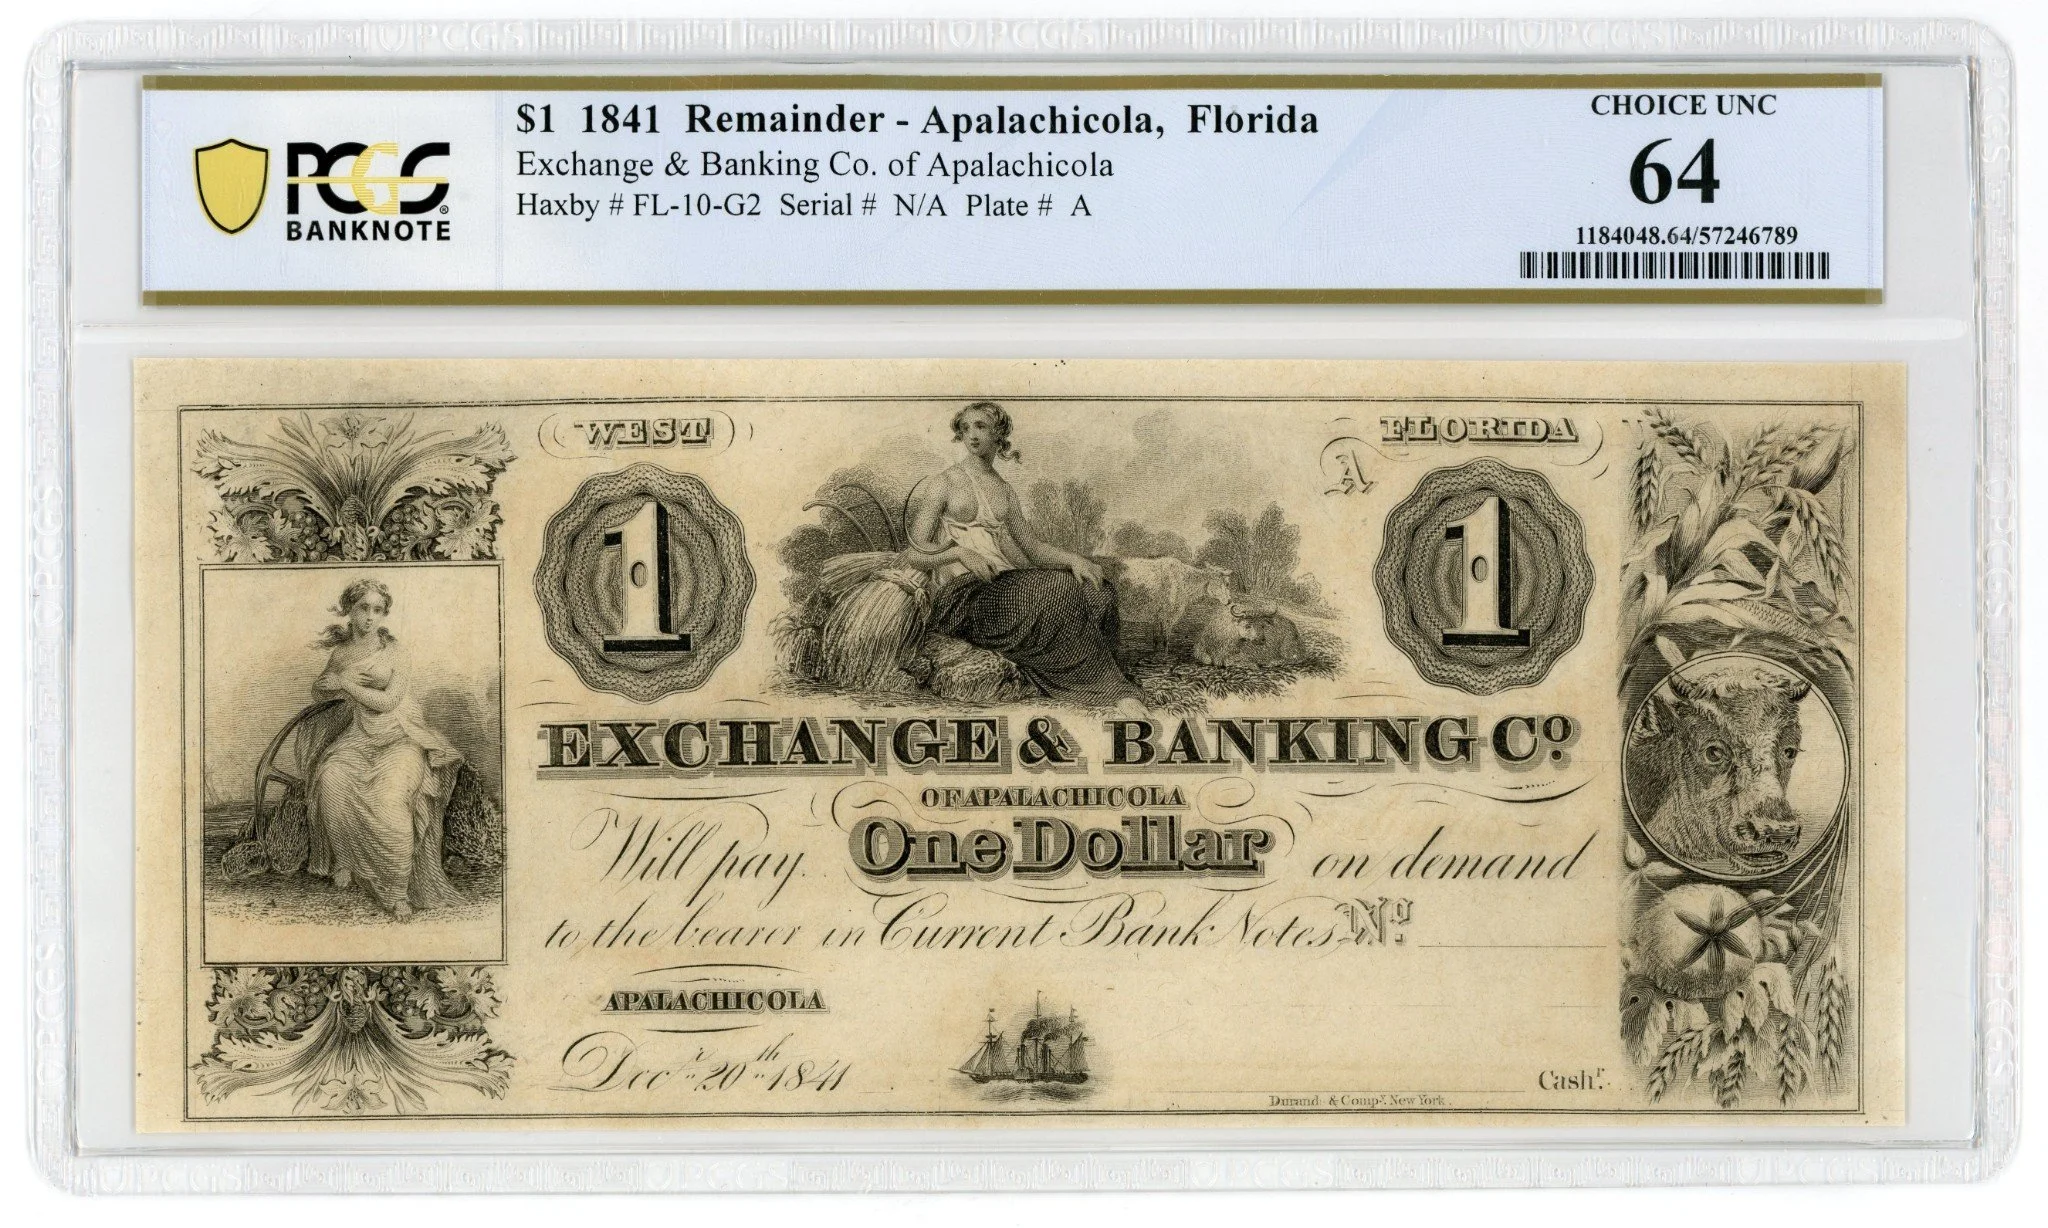 $1 1841 Remainder - Apalachicola, Florida
Exchange & Banking Co. of Apalachicola
Haxby # FL-10-G2 Serial # N/A Plate # A
PCGS
BANKNOTE
CHOICE UNC
64
1184048.64/57246789
WEST
FLORIDA
A
1
1
EXCHANGE & BANKING Cº.
OF APALACHICOLA
Will pay One Dollar on demand
to the bearer in Current Bank Notes Nº.
APALACHICOLA
Decr. 20th 1841
Cashr.
Durand & Compy. New York.